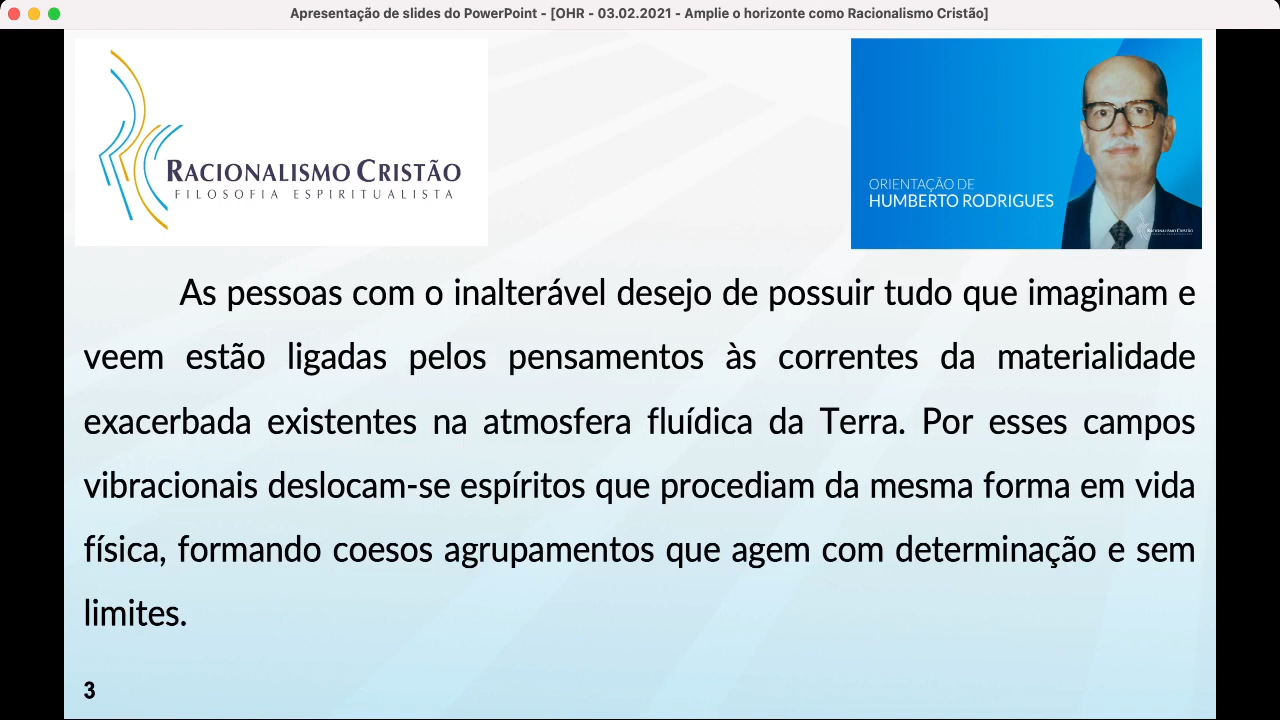 Apresentação de slides do PowerPoint - [OHR - 03.02.2021 - Amplie o horizonte como Racionalismo Cristão]
RACIONALISMO CRISTÃO
FILOSOFIA ESPIRITUALISTA
ORIENTAÇÃO DE
HUMBERTO RODRIGUES
RACIONALISMO CRISTÃO
As pessoas com o inalterável desejo de possuir tudo que imaginam e
veem estão ligadas pelos pensamentos às correntes da materialidade
exacerbada existentes na atmosfera fluídica da Terra. Por esses campos
vibracionais deslocam-se espíritos que procediam da mesma forma em vida
física, formando coesos agrupamentos que agem com determinação e sem
limites.
3